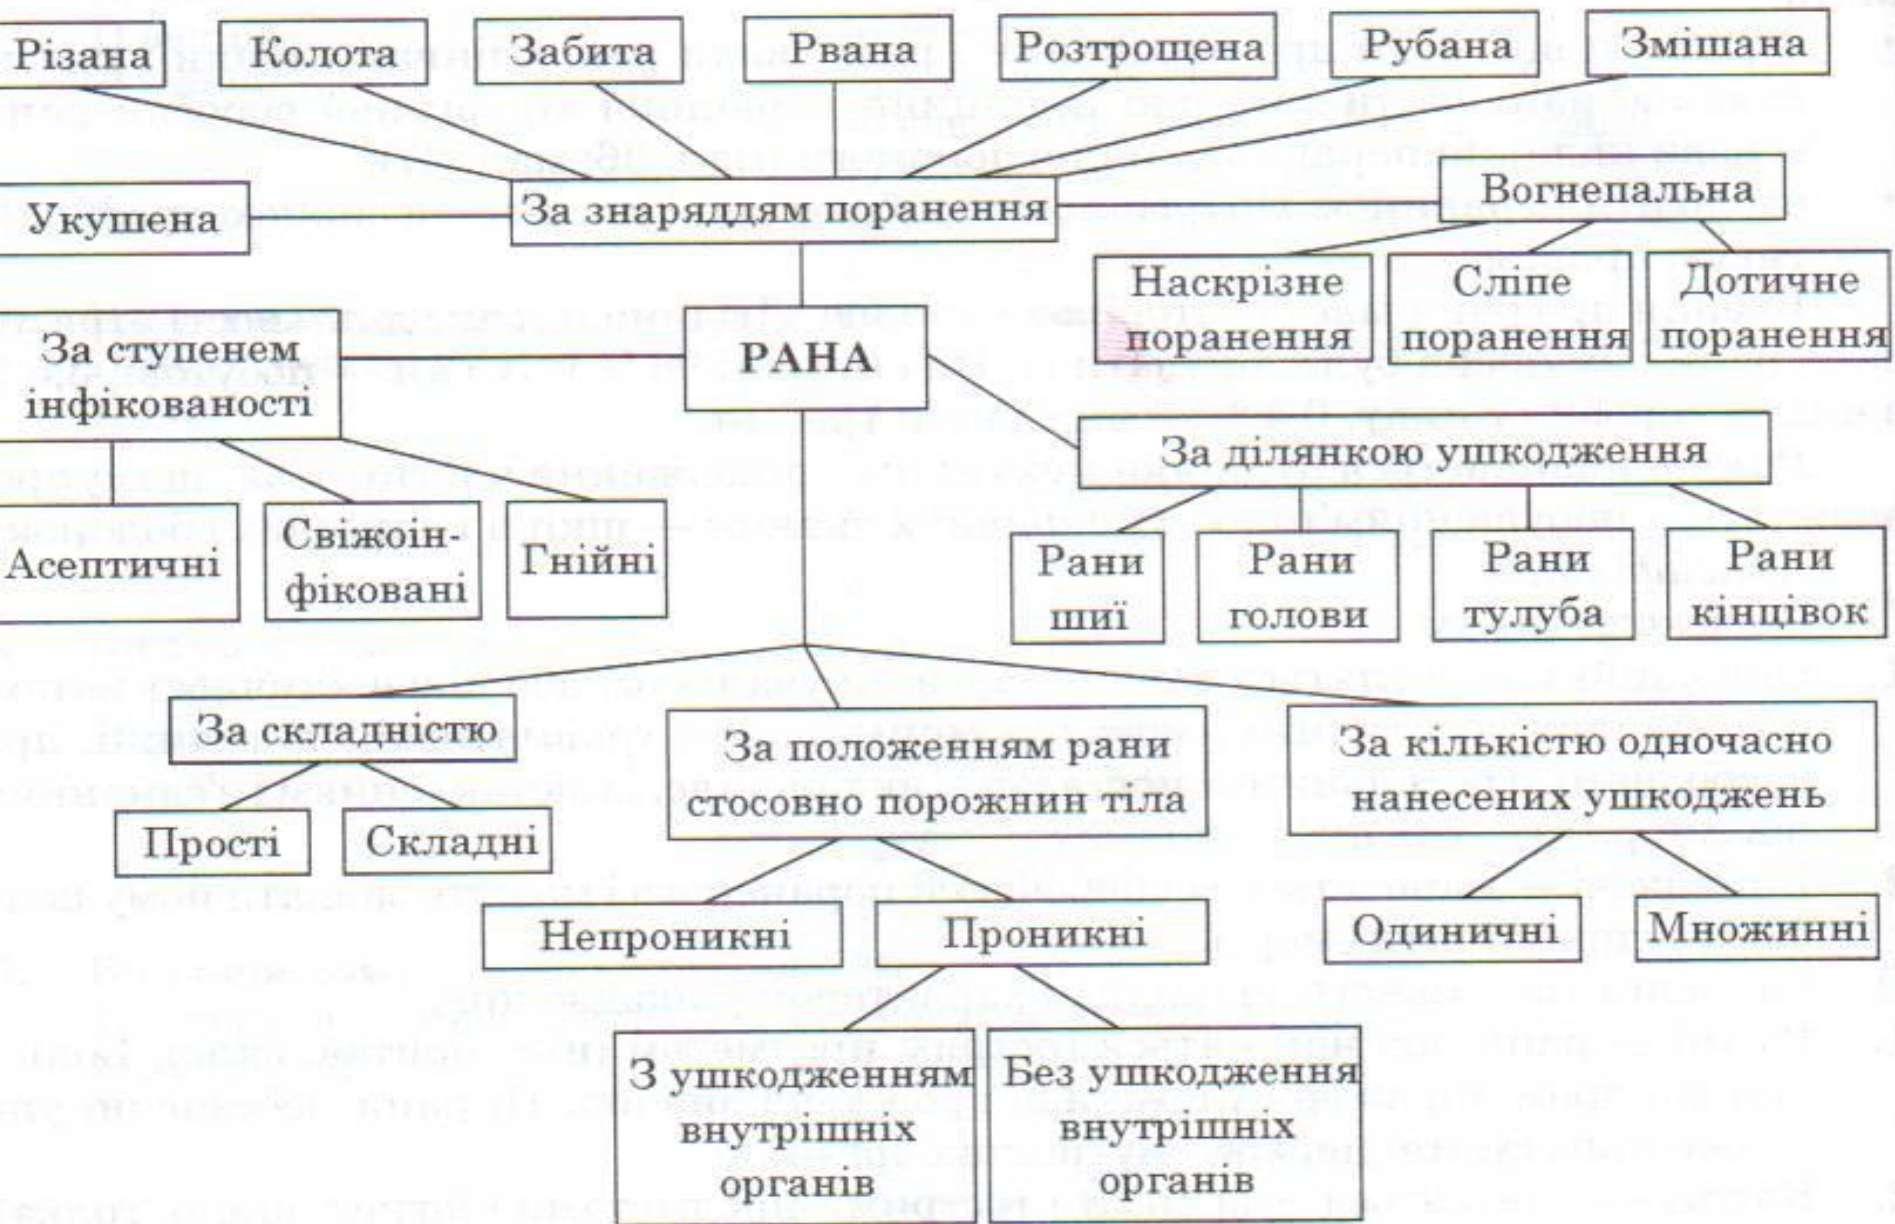 Різана
Колота
Забита
Рвана
Розтрощена
Рубана
Змішана
Укушена
За знаряддям поранення
Вогнепальна
Наскрізне
поранення
Сліпе
поранення
Дотичне
поранення
За ступенем
інфікованості
РАНА
За ділянкою ушкодження
Асептичні
Свіжоін-
фіковані
Гнійні
Рани
шиї
Рани
голови
Рани
тулуба
Рани
кінцівок
За складністю
За положенням рани
стосовно порожнин тіла
За кількістю одночасно
нанесених ушкоджень
Прості
Складні
Непроникні
Проникні
Одиничні
Множинні
З ушкодженням
внутрішніх
органів
Без ушкодження
внутрішніх
органів